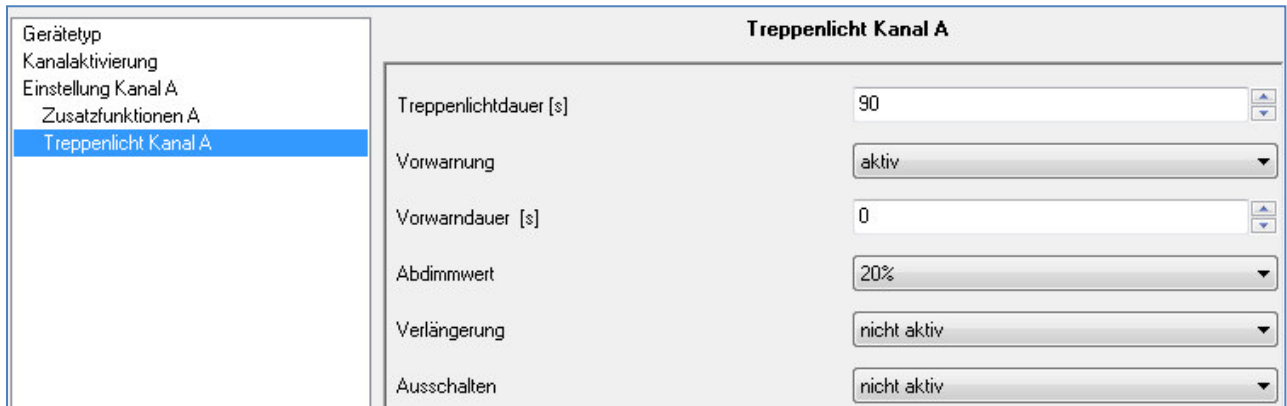 Gerätetyp
Kanalaktivierung
Einstellung Kanal A
Zusatzfunktionen A
Treppenlicht Kanal A
Treppenlicht Kanal A
Treppenlichtdauer [s] 90
Vorwarnung aktiv
Vorwarndauer [s] 0
Abdimmwert 20%
Verlängerung nicht aktiv
Ausschalten nicht aktiv